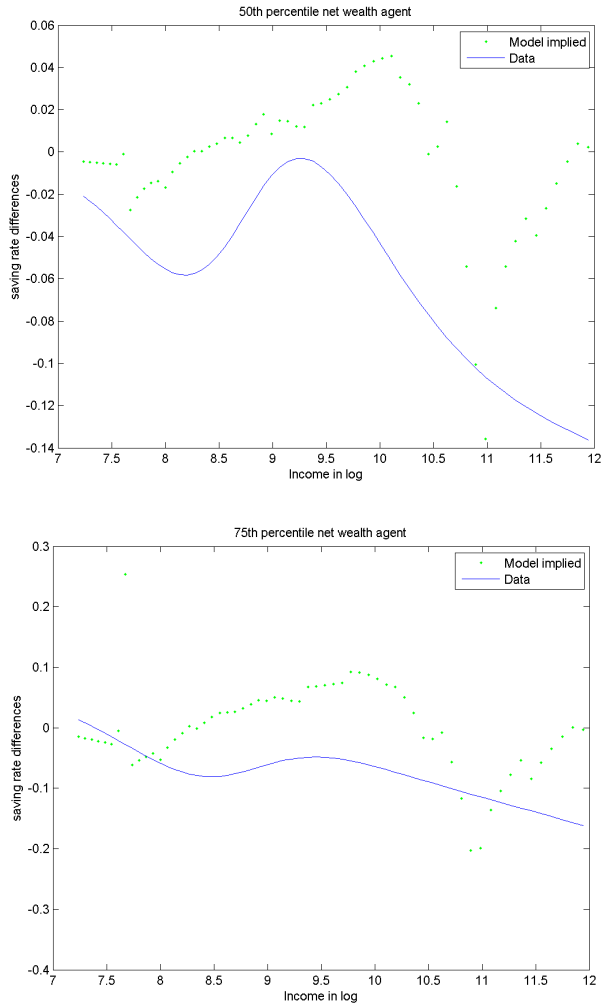 50th percentile net wealth agent
0.06
0.04
0.02
0
-0.02
-0.04
-0.06
-0.08
-0.1
-0.12
-0.14
saving rate differences
Model implied
Data
7 7.5 8 8.5 9 9.5 10 10.5 11 11.5 12
Income in log
75th percentile net wealth agent
0.3
0.2
0.1
0
-0.1
-0.2
-0.3
-0.4
saving rate differences
Model implied
Data
7 7.5 8 8.5 9 9.5 10 10.5 11 11.5 12
Income in log